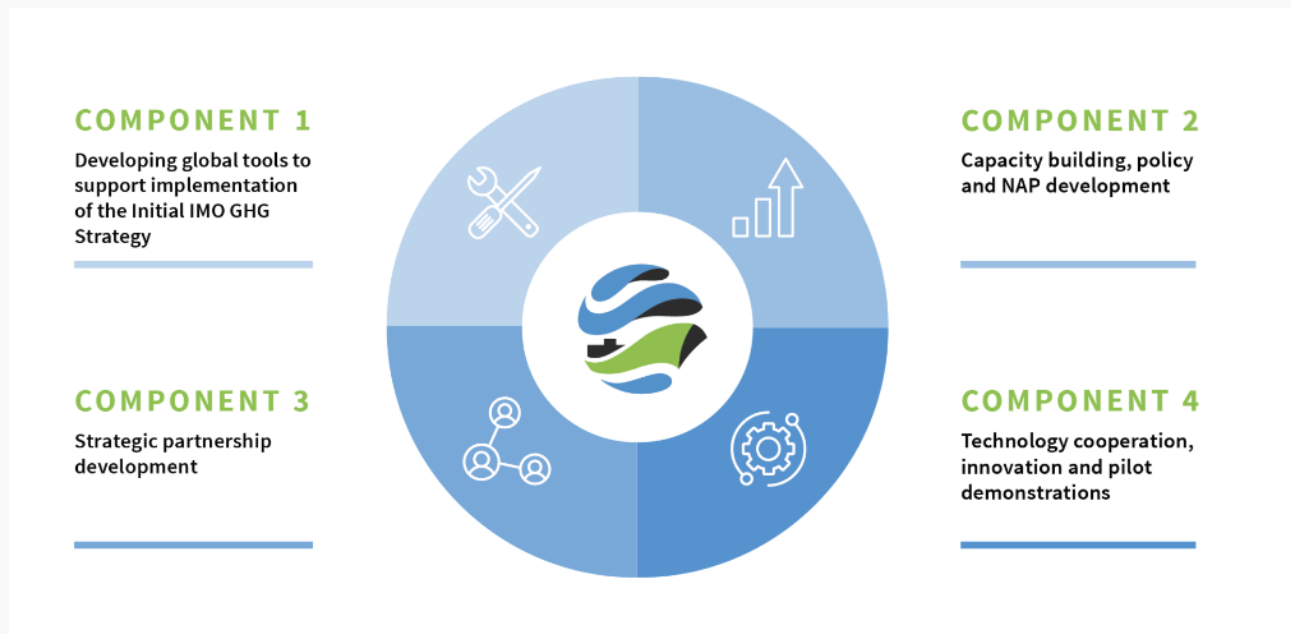 COMPONENT 1
Developing global tools to
support implementation
of the Initial IMO GHG
Strategy
COMPONENT 2
Capacity building, policy
and NAP development
COMPONENT 3
Strategic partnership
development
COMPONENT 4
Technology cooperation,
innovation and pilot
demonstrations